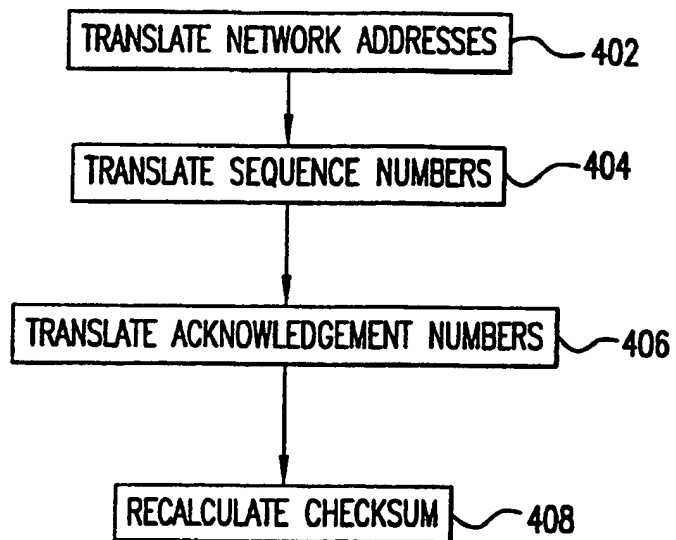 TRANSLATE NETWORK ADDRESSES 402
TRANSLATE SEQUENCE NUMBERS 404
TRANSLATE ACKNOWLEDGEMENT NUMBERS 406
RECALCULATE CHECKSUM 408